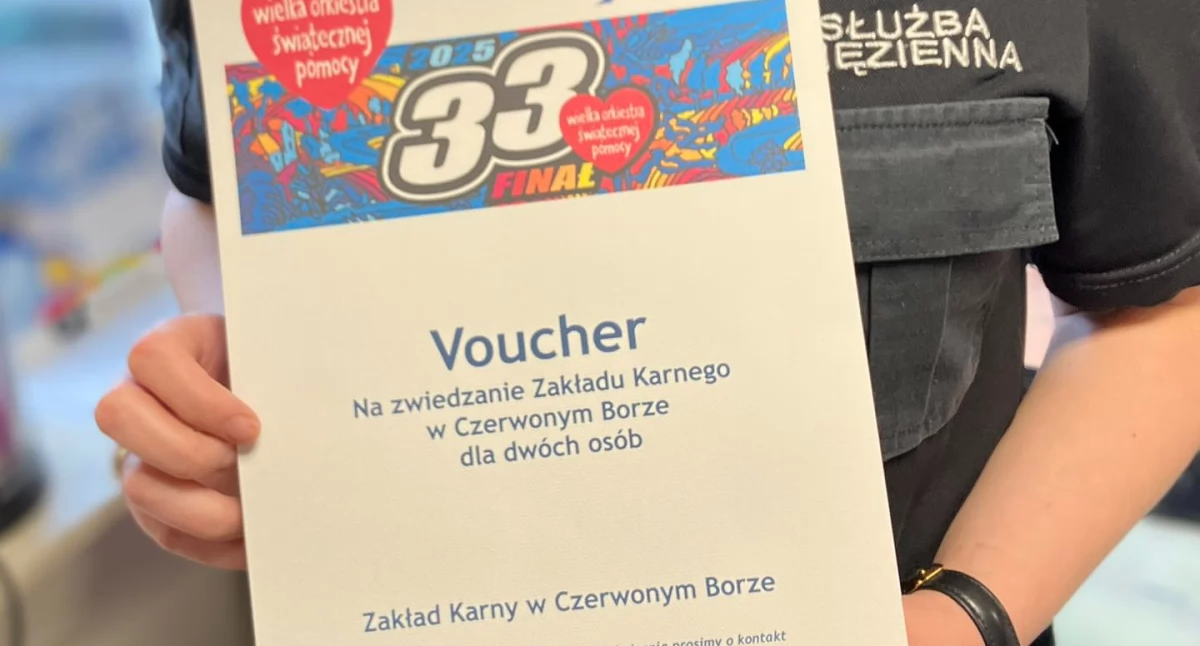 wielka orkiestra
świątecznej
pomocy
2025
33
wielka orkiestra
świątecznej
pomocy
FINAŁ
SŁUŻBA
IĘZIENNA
Voucher
Na zwiedzanie Zakładu Karnego
w Czerwonym Borze
dla dwóch osób
Zakład Karny w Czerwonym Borze
prosimy o kontakt